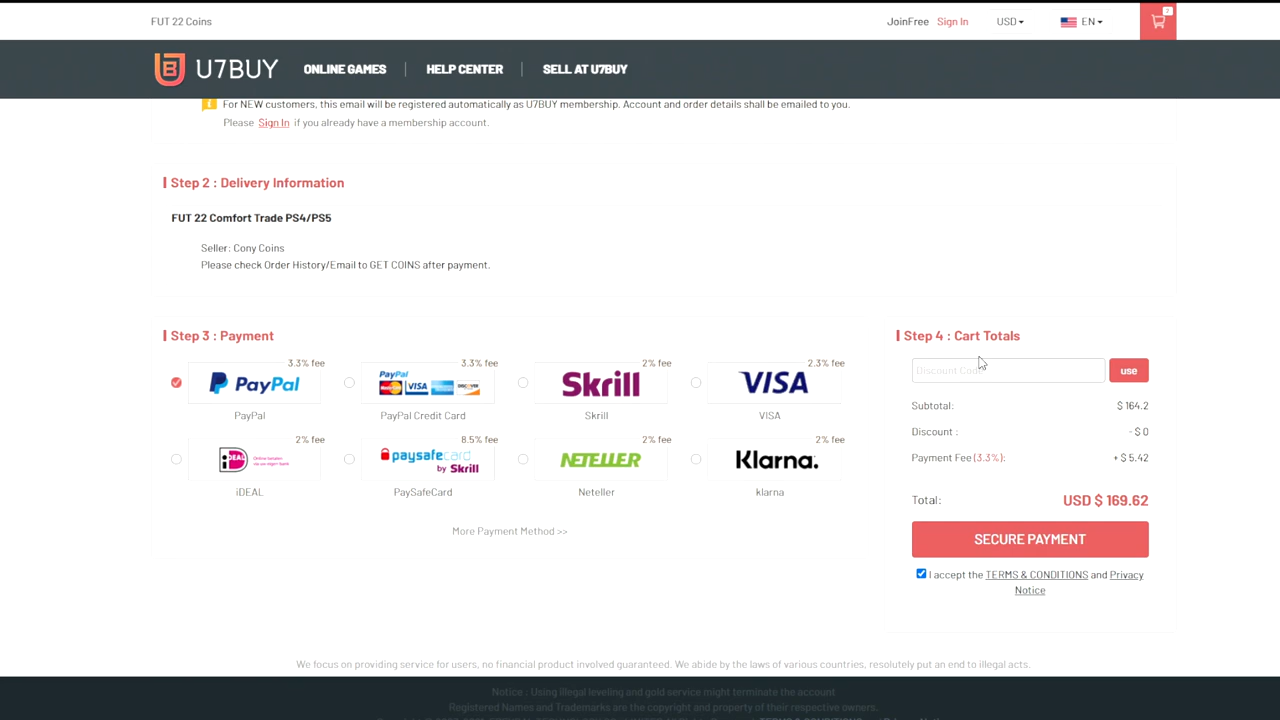 FUT 22 Coins
JoinFree Sign In USD EN 2
U7BUY ONLINE GAMES HELP CENTER SELL AT U7BUY
For NEW customers, this email will be registered automatically as U7BUY membership. Account and order details shall be emailed to you.
Please Sign In if you already have a membership account.
Step 2 : Delivery Information
FUT 22 Comfort Trade PS4/PS5
Seller: Cony Coins
Please check Order History/Email to GET COINS after payment.
Step 3 : Payment
3.3% fee 3.3% fee 2% fee 2.3% fee
PayPal PayPal VISA Skrill VISA
PayPal PayPal Credit Card Skrill VISA
2% fee 8.5% fee 2% fee 2% fee
iDEAL paysafecard by Skrill NETELLER Klarna.
iDEAL PaySafeCard Neteller klarna
More Payment Method >>
Step 4 : Cart Totals
Discount use
Subtotal: $ 164.2
Discount : - $ 0
Payment Fee (3.3%): + $ 5.42
Total: USD $ 169.62
SECURE PAYMENT
I accept the TERMS & CONDITIONS and Privacy
Notice
We focus on providing service for users, no financial product involved guaranteed. We abide by the laws of various countries, resolutely put an end to illegal acts.
Notice : Using illegal leveling and gold service might terminate the account
Registered Names and Trademarks are the copyright and property of their respective owners.